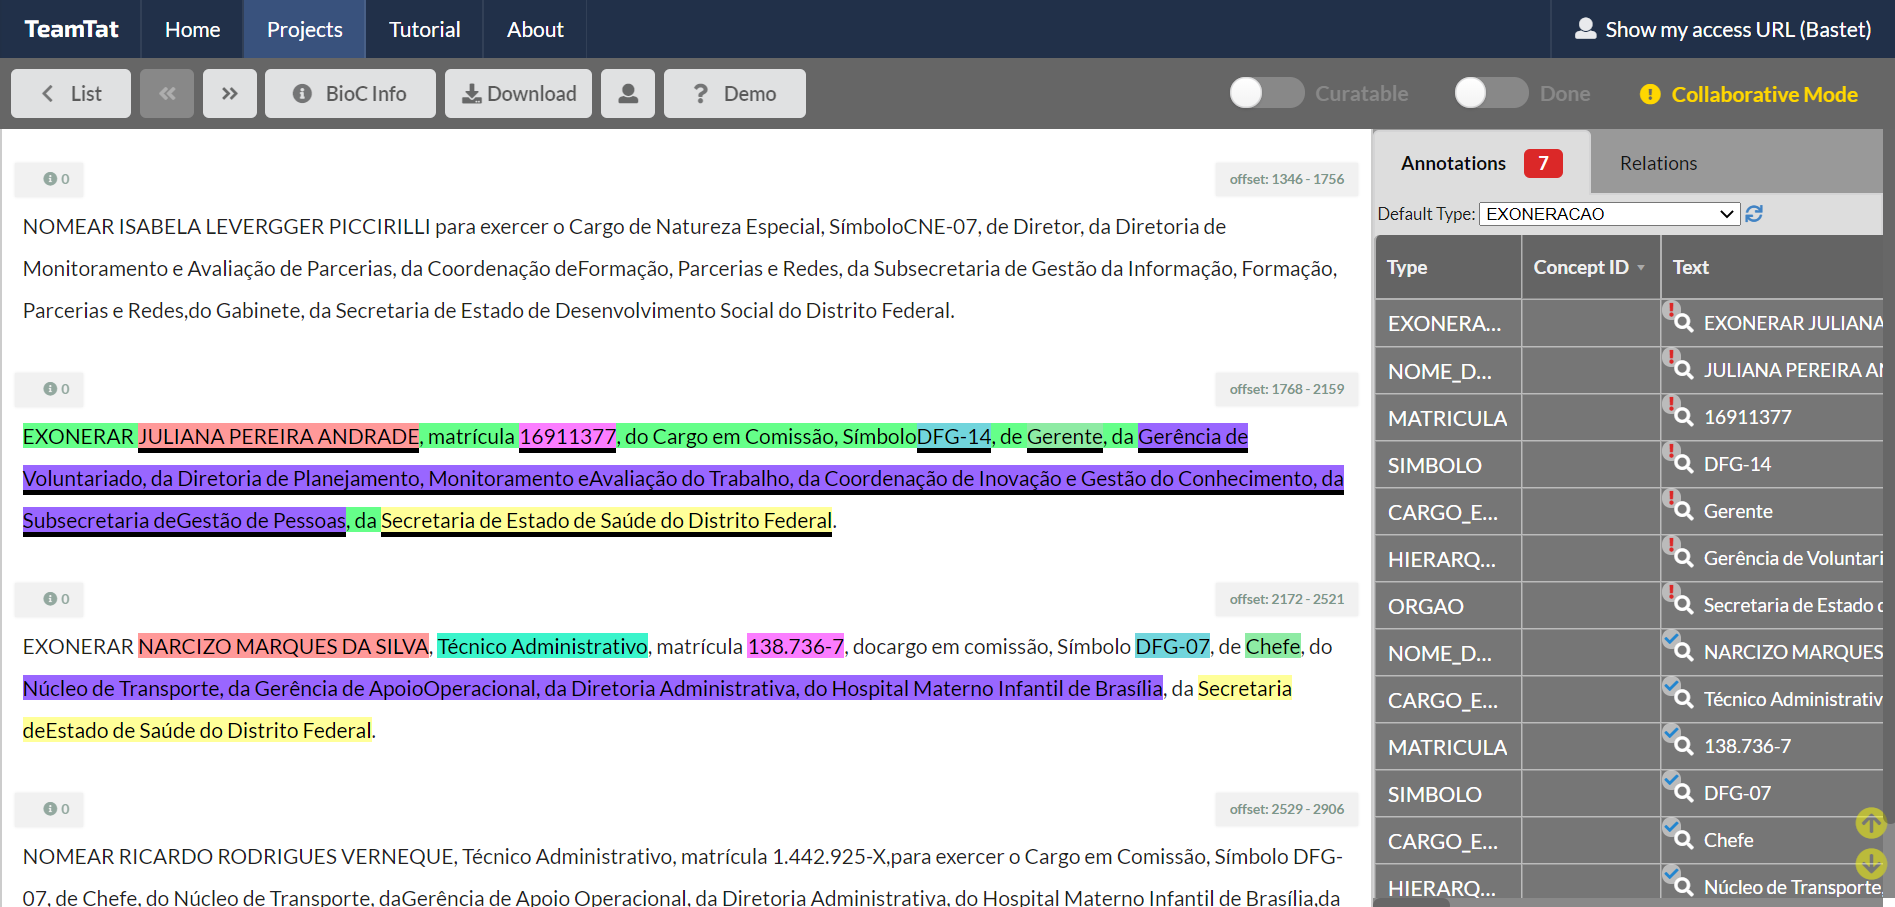 TeamTat Home Projects Tutorial About Show my access URL (Bastet)
List BioC Info Download ? Demo Curatable Done Collaborative Mode
0 offset: 1346 - 1756
NOMEAR ISABELA LEVERGGER PICCIRILLI para exercer o Cargo de Natureza Especial, SímboloCNE-07, de Diretor, da Diretoria de
Monitoramento e Avaliação de Parcerias, da Coordenação deFormação, Parcerias e Redes, da Subsecretaria de Gestão da Informação, Formação,
Parcerias e Redes,do Gabinete, da Secretaria de Estado de Desenvolvimento Social do Distrito Federal.
0 offset: 1768 - 2159
EXONERAR JULIANA PEREIRA ANDRADE, matrícula 16911377, do Cargo em Comissão, SímboloDFG-14, de Gerente, da Gerência de
Voluntariado, da Diretoria de Planejamento, Monitoramento eAvaliação do Trabalho, da Coordenação de Inovação e Gestão do Conhecimento, da
Subsecretaria deGestão de Pessoas, da Secretaria de Estado de Saúde do Distrito Federal.
0 offset: 2172 - 2521
EXONERAR NARCIZO MARQUES DA SILVA, Técnico Administrativo, matrícula 138.736-7, docargo em comissão, Símbolo DFG-07, de Chefe, do
Núcleo de Transporte, da Gerência de ApoioOperacional, da Diretoria Administrativa, do Hospital Materno Infantil de Brasília, da Secretaria
deEstado de Saúde do Distrito Federal.
0 offset: 2529 - 2906
NOMEAR RICARDO RODRIGUES VERNEQUE, Técnico Administrativo, matrícula 1.442.925-X,para exercer o Cargo em Comissão, Símbolo DFG-
07, de Chefe, do Núcleo de Transporte, daGerência de Apoio Operacional, da Diretoria Administrativa, do Hospital Materno Infantil de Brasília,da
Annotations 7 Relations
Default Type: EXONERACAO
Type Concept ID Text
EXONERA... EXONERAR JULIANA
NOME_D... JULIANA PEREIRA AN
MATRICULA 16911377
SIMBOLO DFG-14
CARGO_E... Gerente
HIERARQ... Gerência de Voluntari
ORGAO Secretaria de Estado d
NOME_D... NARCIZO MARQUES
CARGO_E... Técnico Administrativ
MATRICULA 138.736-7
SIMBOLO DFG-07
CARGO_E... Chefe
HIERARQ... Núcleo de Transporte,